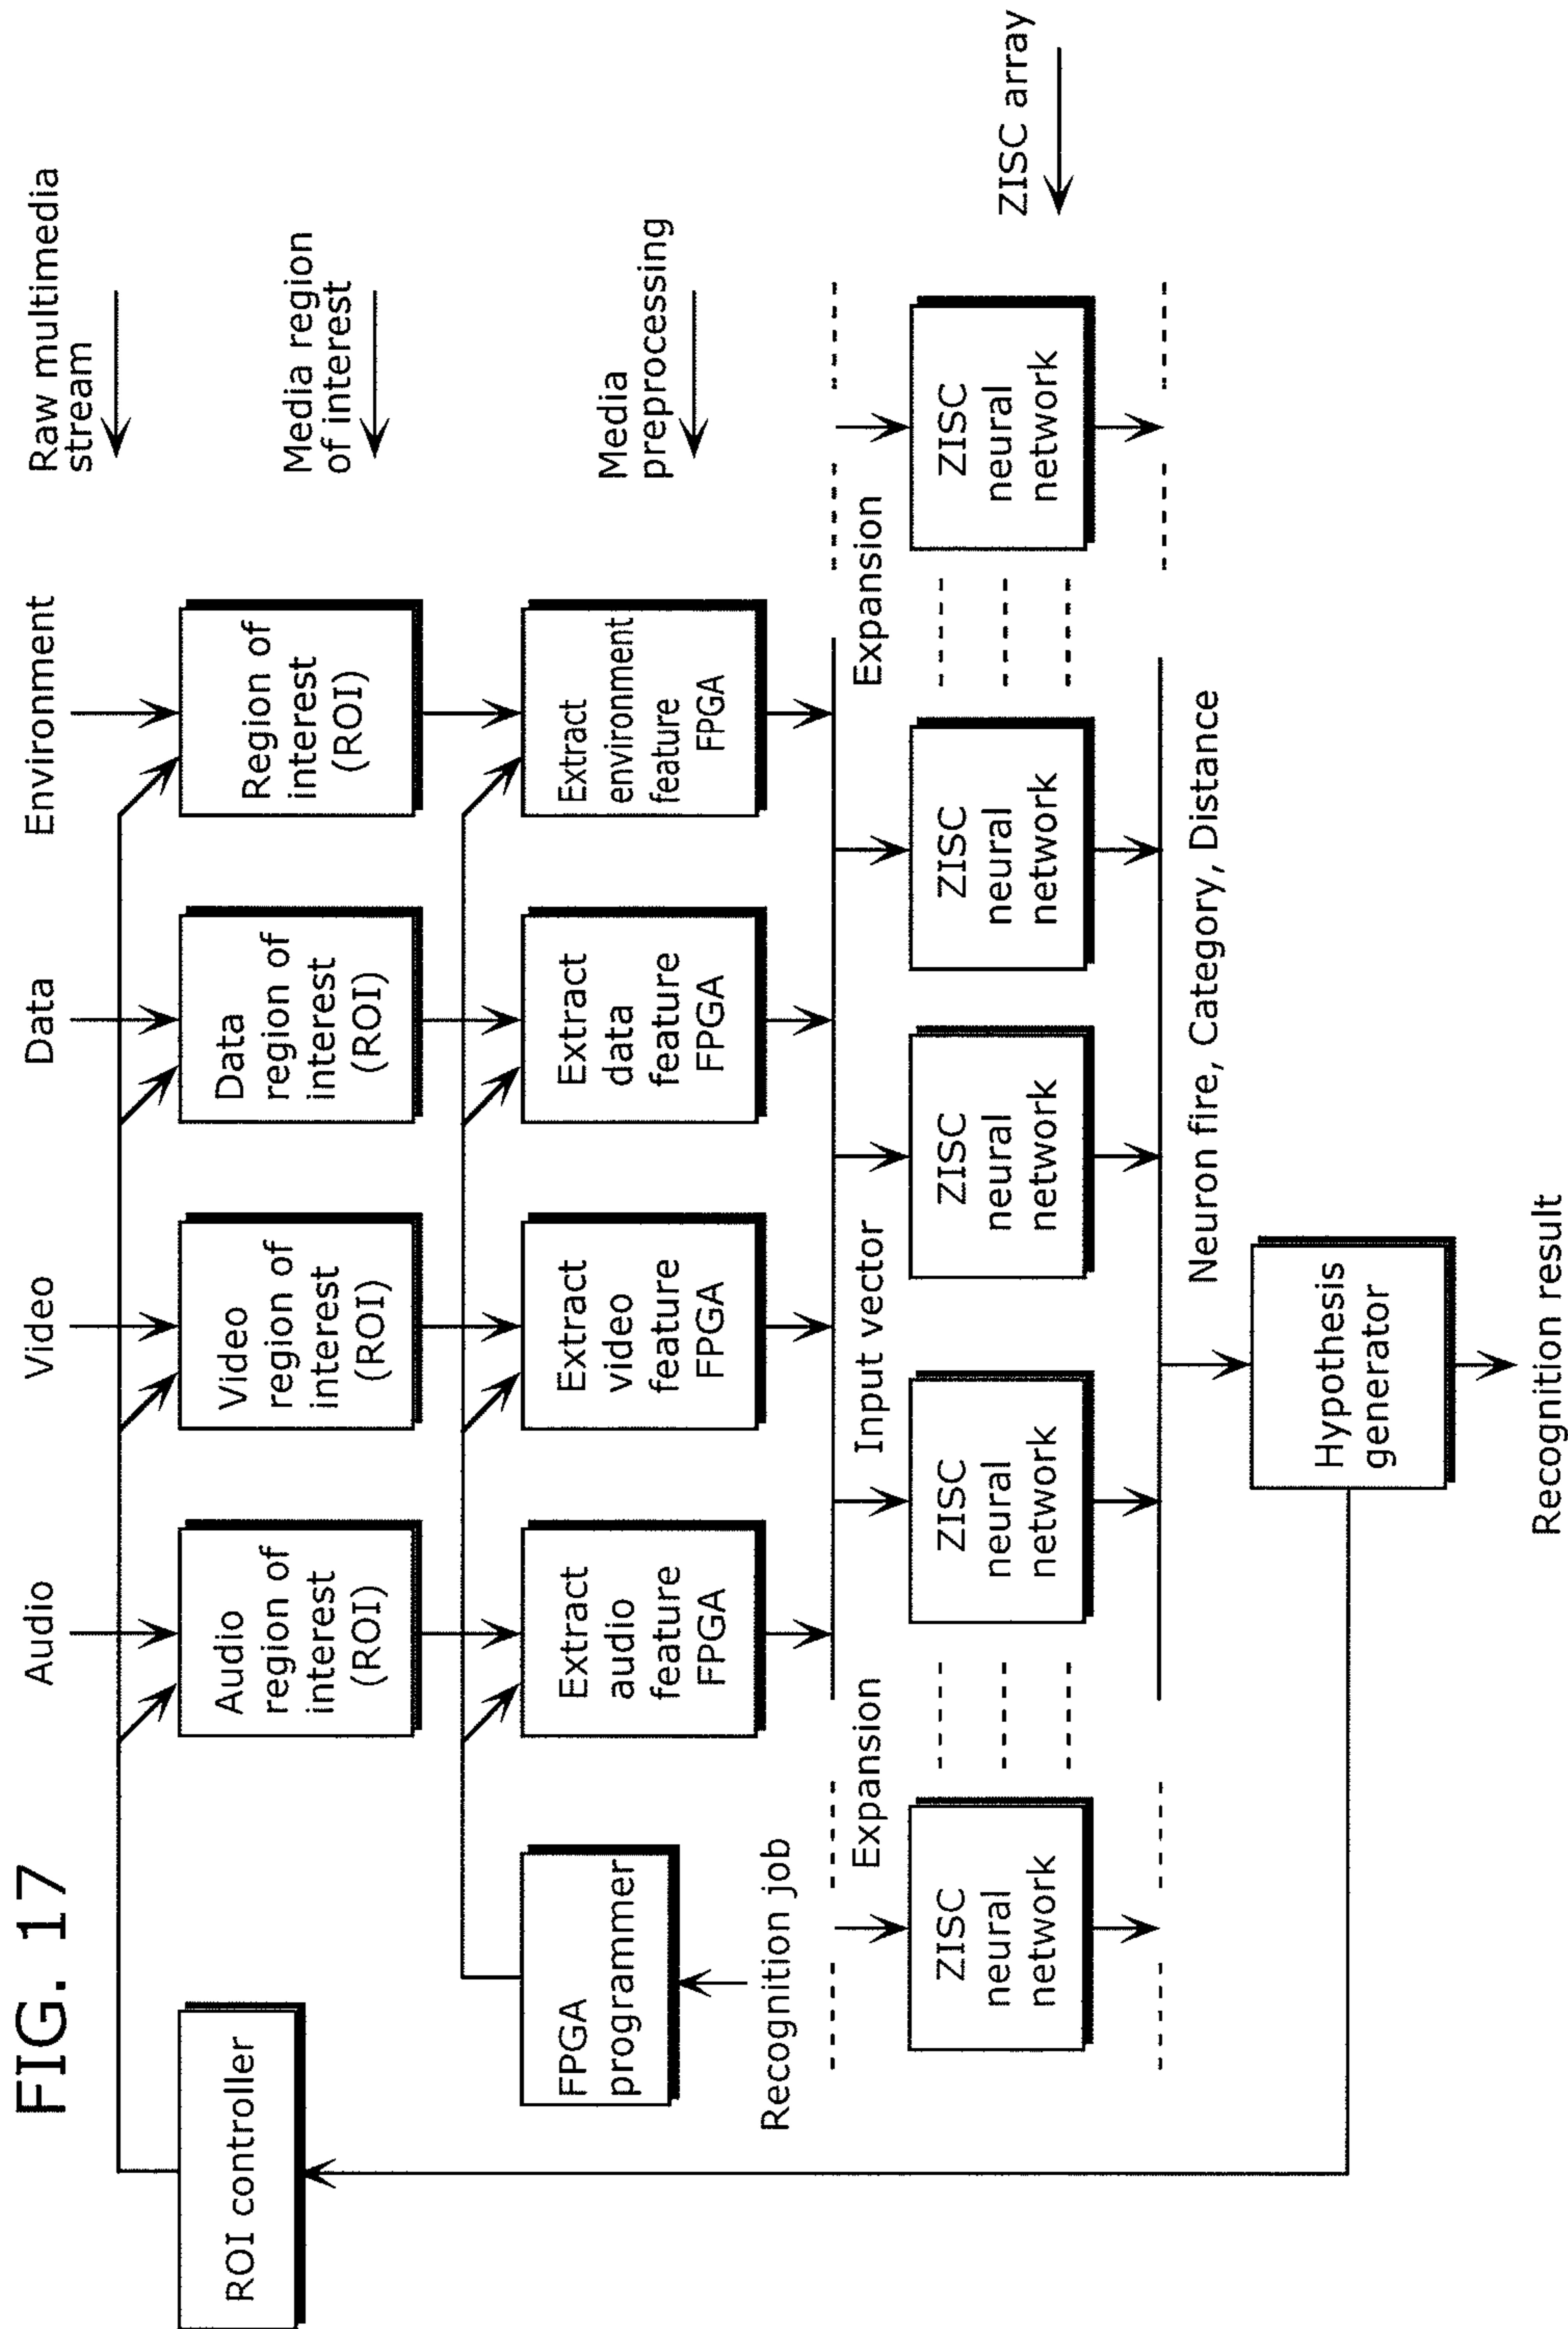 FIG. 17
Audio
Video
Data
Environment
Raw multimedia
stream
ROI controller
Audio
region of
interest
(ROI)
Video
region of
interest
(ROI)
Data
region of
interest
(ROI)
Region of
interest
(ROI)
Media region
of interest
FPGA
programmer
Extract
audio
feature
FPGA
Extract
video
feature
FPGA
Extract
data
feature
FPGA
Extract
environment
feature
FPGA
Media
preprocessing
Recognition job
Expansion
Input vector
Expansion
ZISC
neural
network
ZISC
neural
network
ZISC
neural
network
ZISC
neural
network
ZISC
neural
network
ZISC array
Neuron fire, Category, Distance
Hypothesis
generator
Recognition result